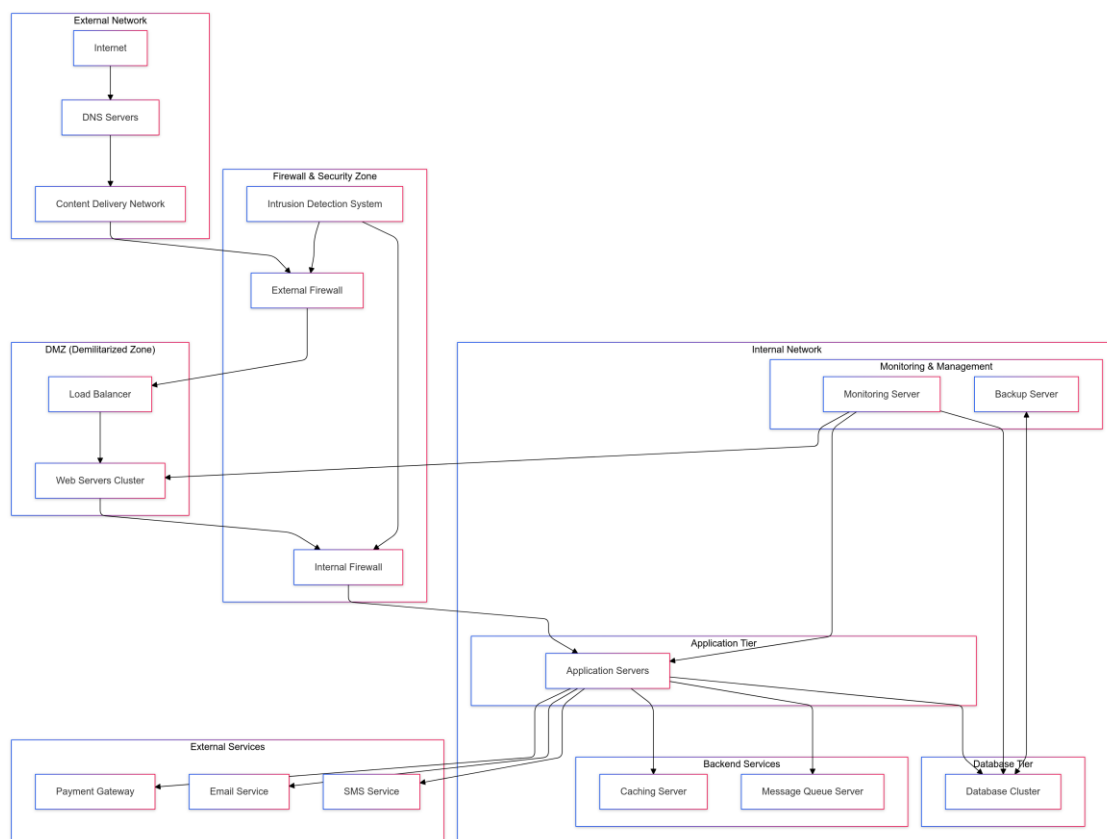 External Network
Internet
DNS Servers
Content Delivery Network
Firewall & Security Zone
Intrusion Detection System
External Firewall
Internal Firewall
DMZ (Demilitarized Zone)
Load Balancer
Web Servers Cluster
Internal Network
Monitoring & Management
Monitoring Server
Backup Server
Application Tier
Application Servers
External Services
Payment Gateway
Email Service
SMS Service
Backend Services
Caching Server
Message Queue Server
Database Tier
Database Cluster